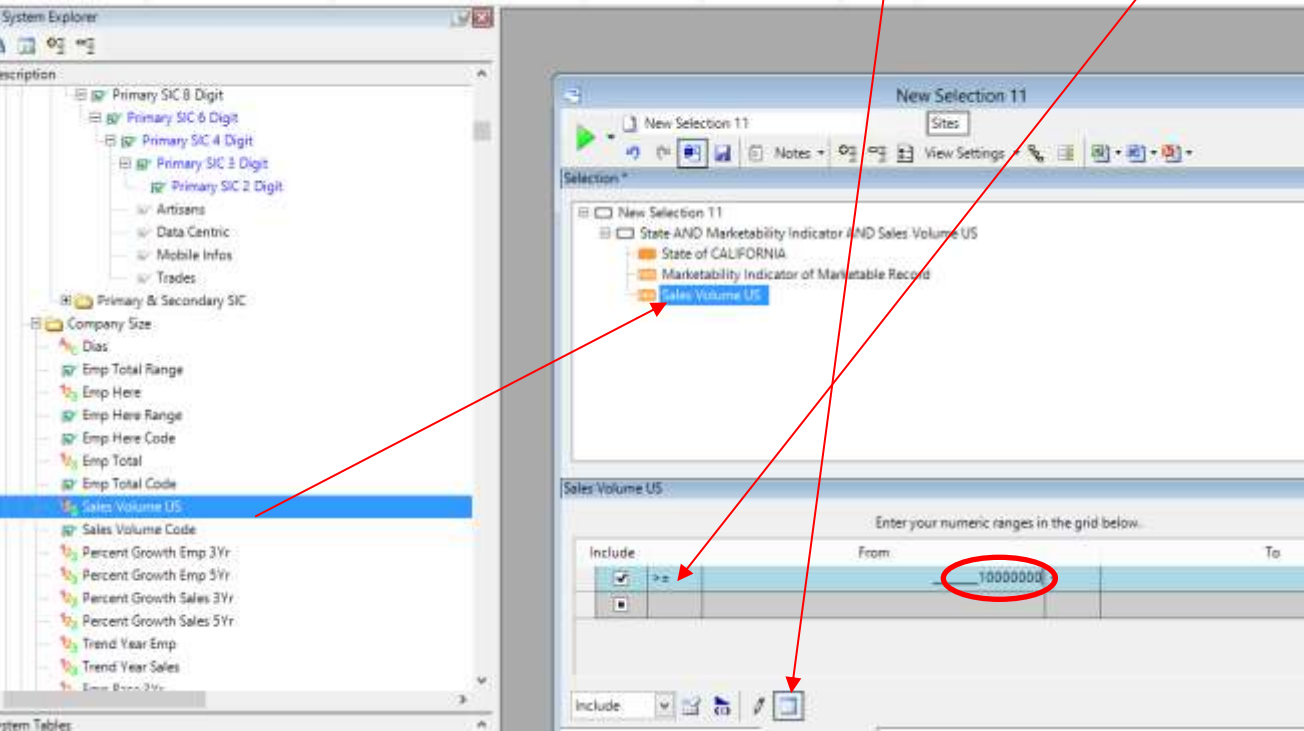 System Explorer
escription
Primary SIC 8 Digit
Primary SIC 6 Digit
Primary SIC 4 Digit
Primary SIC 3 Digit
Primary SIC 2 Digit
Artisans
Data Centric
Mobile Infos
Trades
Primary & Secondary SIC
Company Size
Dias
Emp Total Range
Emp Here
Emp Here Range
Emp Here Code
Emp Total
Emp Total Code
Sales Volume US
Sales Volume Code
Percent Growth Emp 3Yr
Percent Growth Emp 5Yr
Percent Growth Sales 3Yr
Percent Growth Sales 5Yr
Trend Year Emp
Trend Year Sales
stem Tables
New Selection 11
New Selection 11
Sites
Notes
View Settings
Selection *
New Selection 11
State AND Marketability Indicator AND Sales Volume US
State of CALIFORNIA
Marketability Indicator of Marketable Record
Sales Volume US
Sales Volume US
Enter your numeric ranges in the grid below.
Include From To
>= ______10000000
Include